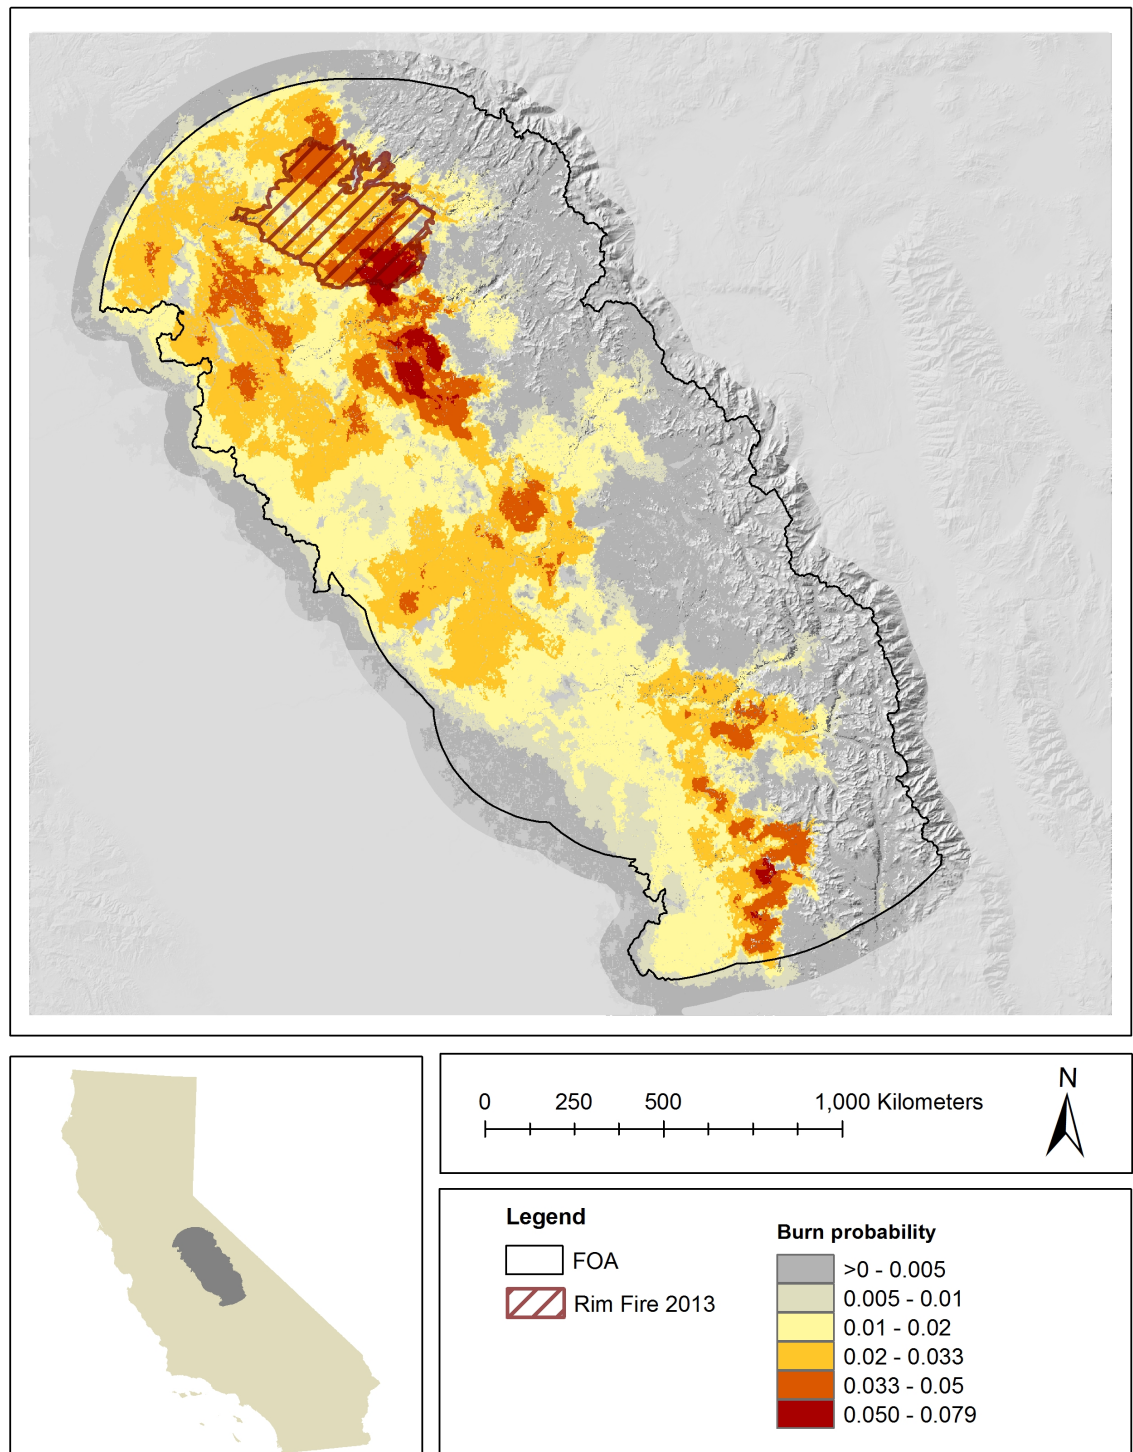 0 250 500 1,000 Kilometers
N
Legend
FOA
Rim Fire 2013
Burn probability
>0 - 0.005
0.005 - 0.01
0.01 - 0.02
0.02 - 0.033
0.033 - 0.05
0.050 - 0.079